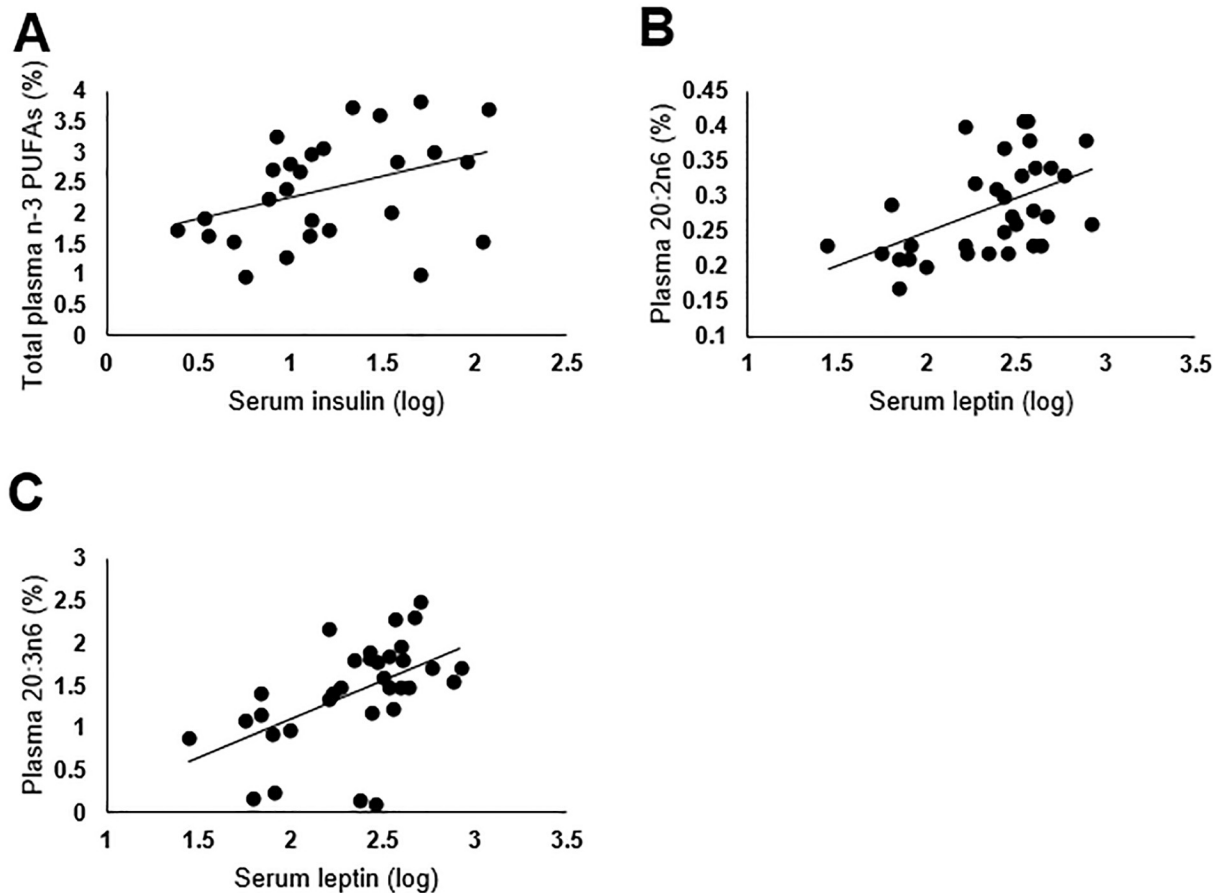 A
Total plasma n-3 PUFAs (%)
4
3.5
3
2.5
2
1.5
1
0.5
0
0 0.5 1 1.5 2 2.5
Serum insulin (log)
B
Plasma 20:2n6 (%)
0.45
0.4
0.35
0.3
0.25
0.2
0.15
0.1
1 1.5 2 2.5 3 3.5
Serum leptin (log)
C
Plasma 20:3n6 (%)
3
2.5
2
1.5
1
0.5
0
1 1.5 2 2.5 3 3.5
Serum leptin (log)